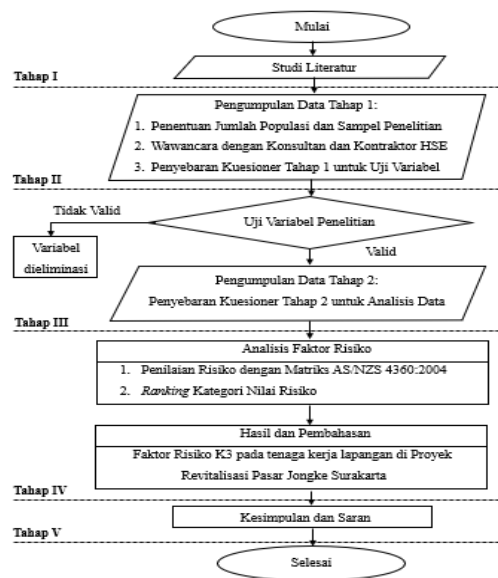 Mulai
Studi Literatur
Tahap I
Pengumpulan Data Tahap 1:
1. Penentuan Jumlah Populasi dan Sampel Penelitian
2. Wawancara dengan Konsultan dan Kontraktor HSE
3. Penyebaran Kuesioner Tahap 1 untuk Uji Variabel
Tahap II
Tidak Valid
Uji Variabel Penelitian
Variabel
dieliminasi
Valid
Pengumpulan Data Tahap 2:
Penyebaran Kuesioner Tahap 2 untuk Analisis Data
Tahap III
Analisis Faktor Risiko
1. Penilaian Risiko dengan Matriks AS/NZS 4360:2004
2. Ranking Kategori Nilai Risiko
Hasil dan Pembahasan
Faktor Risiko K3 pada tenaga kerja lapangan di Proyek
Revitalisasi Pasar Jongke Surakarta
Tahap IV
Kesimpulan dan Saran
Tahap V
Selesai